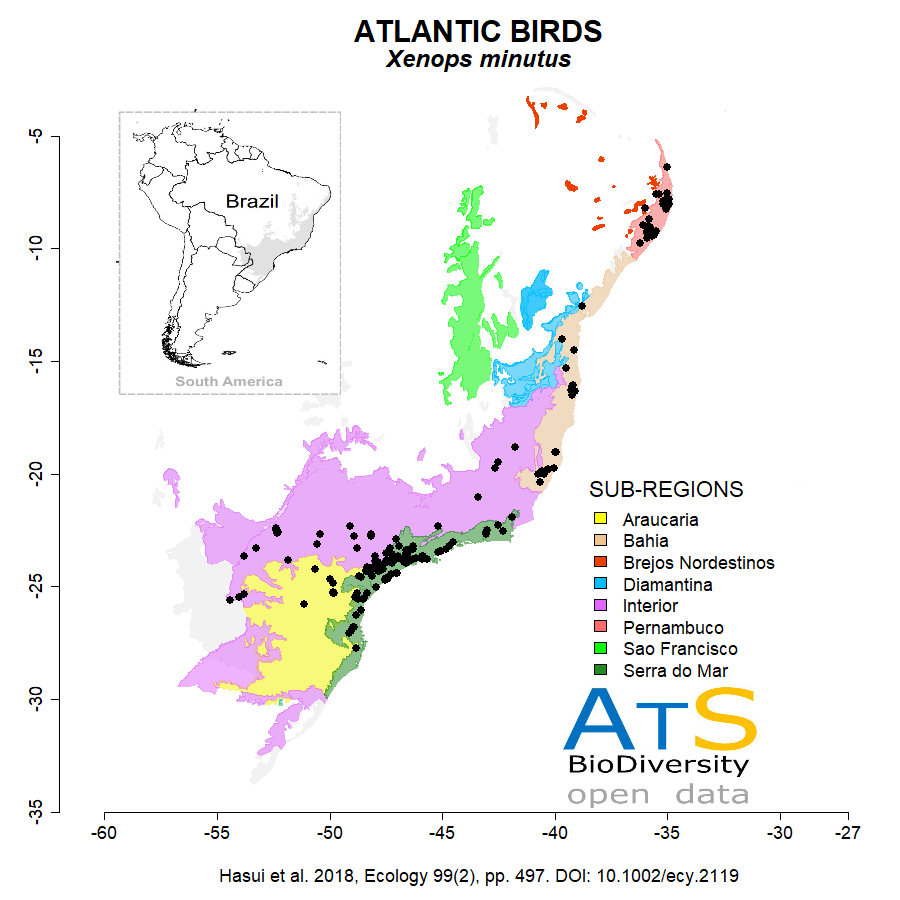 ATLANTIC BIRDS
Xenops minutus
Brazil
South America
-5
-10
-15
-20
-25
-30
-35
SUB-REGIONS
Araucaria
Bahia
Brejos Nordestinos
Diamantina
Interior
Pernambuco
Sao Francisco
Serra do Mar
ATS
BioDiversity
open data
-60
-55
-50
-45
-40
-35
-30
-27
Hasui et al. 2018, Ecology 99(2), pp. 497. DOI: 10.1002/ecy.2119